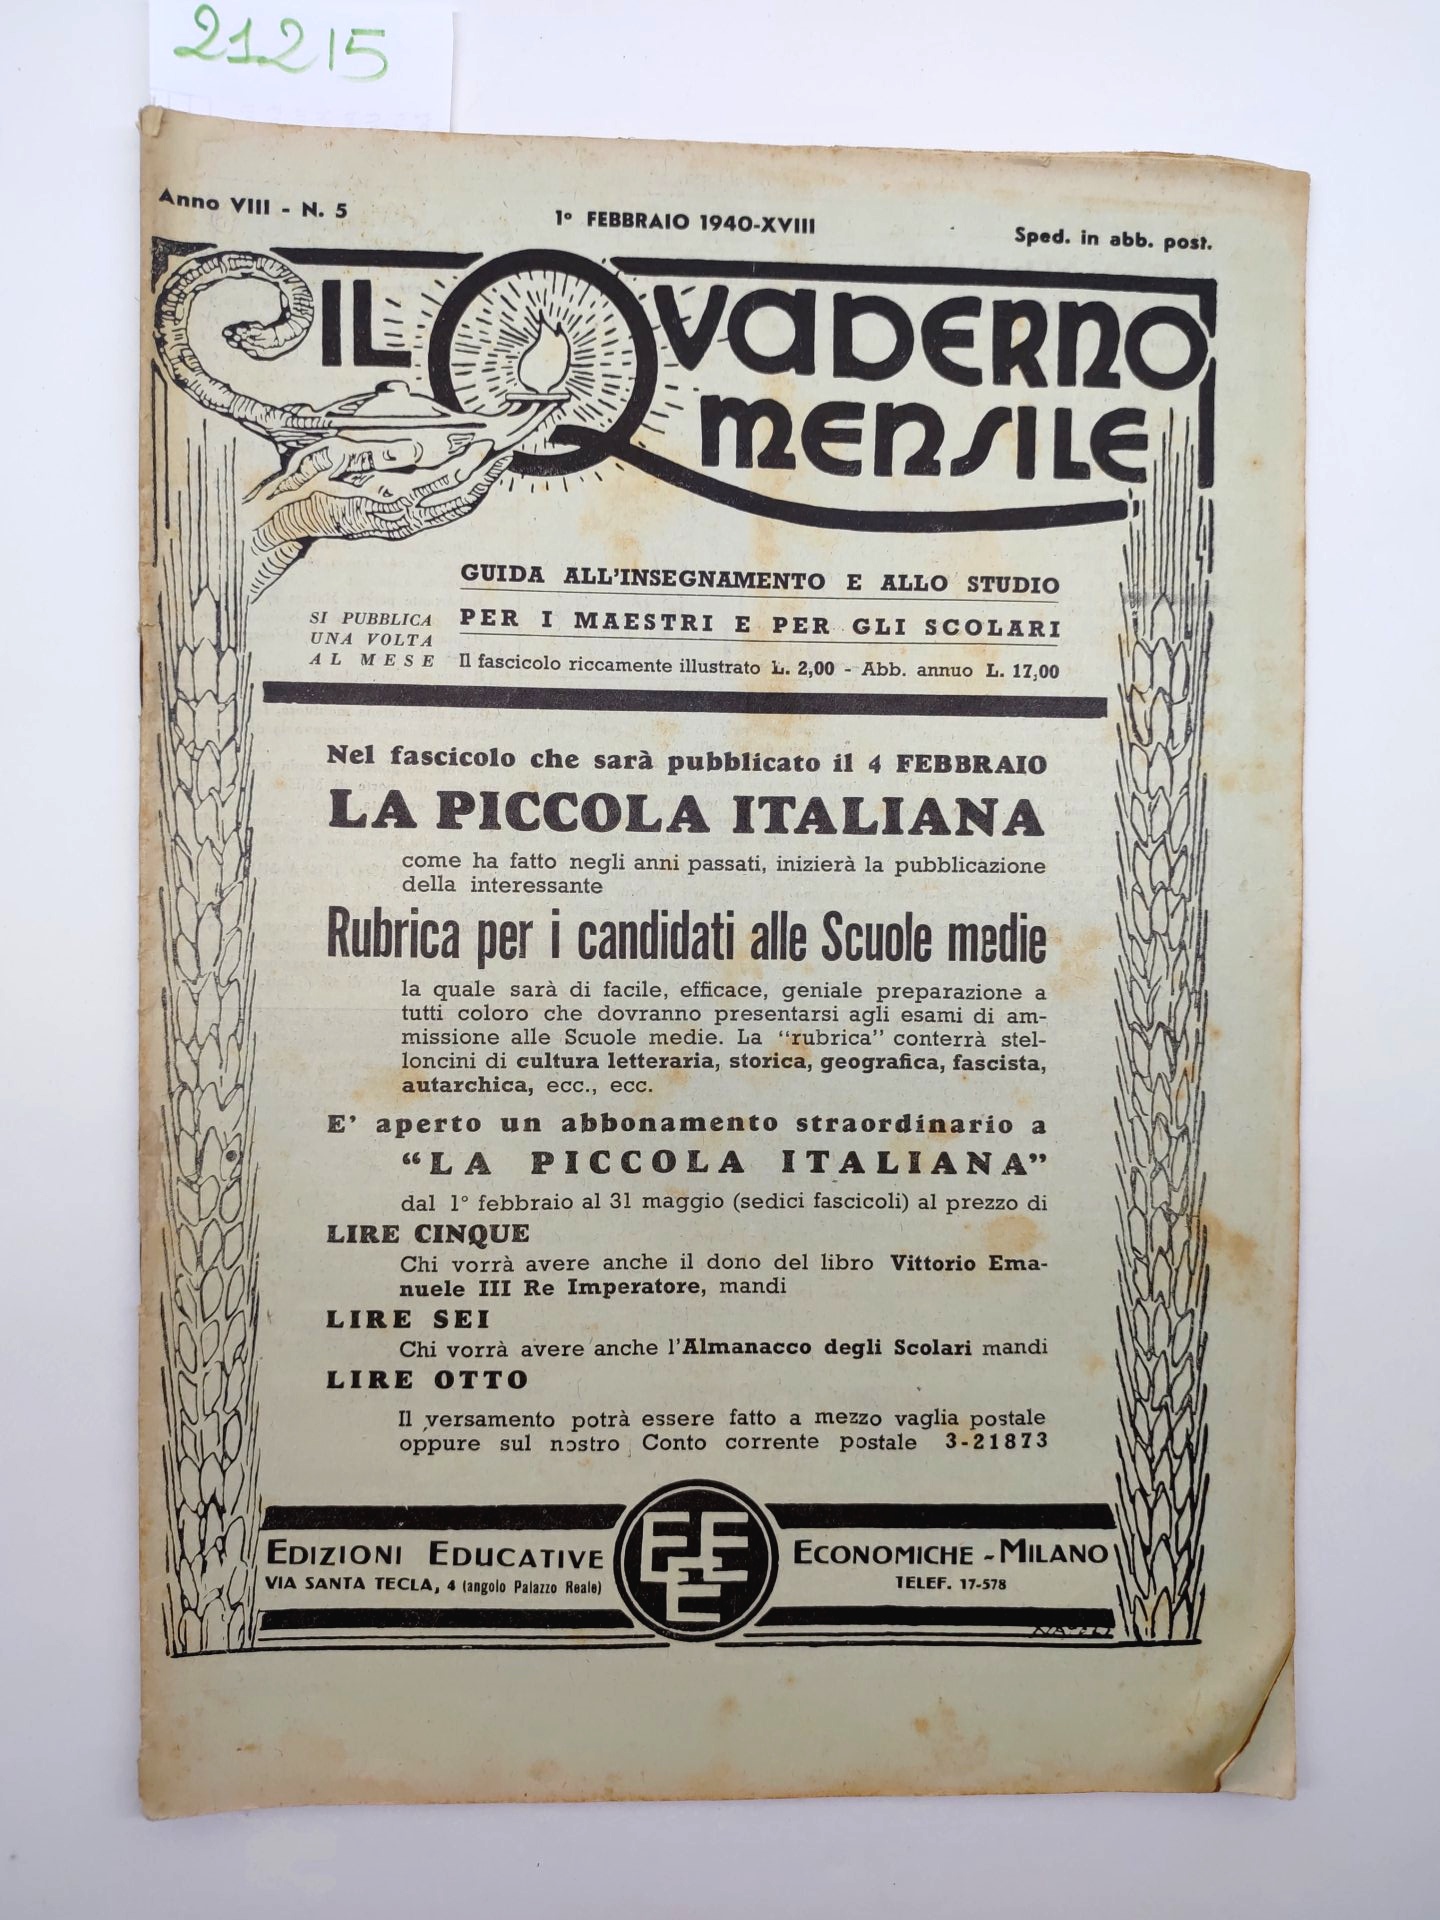 21215
Anno VIII - N. 5
1° FEBBRAIO 1940-XVIII
Sped. in abb. post.
IL QVADERNO
MENSILE
GUIDA ALL'INSEGNAMENTO E ALLO STUDIO
PER I MAESTRI E PER GLI SCOLARI
SI PUBBLICA
UNA VOLTA
AL MESE
Il fascicolo riccamente illustrato L. 2,00 - Abb. annuo L. 17,00
Nel fascicolo che sarà pubblicato il 4 FEBBRAIO
LA PICCOLA ITALIANA
come ha fatto negli anni passati, inizierà la pubblicazione
della interessante
Rubrica per i candidati alle Scuole medie
la quale sarà di facile, efficace, geniale preparazione a
tutti coloro che dovranno presentarsi agli esami di am-
missione alle Scuole medie. La "rubrica" conterrà stel-
loncini di cultura letteraria, storica, geografica, fascista,
autarchica, ecc., ecc.
E' aperto un abbonamento straordinario a
"LA PICCOLA ITALIANA"
dal 1° febbraio al 31 maggio (sedici fascicoli) al prezzo di
LIRE CINQUE
Chi vorrà avere anche il dono del libro Vittorio Ema-
nuele III Re Imperatore, mandi
LIRE SEI
Chi vorrà avere anche l'Almanacco degli Scolari mandi
LIRE OTTO
Il versamento potrà essere fatto a mezzo vaglia postale
oppure sul nostro Conto corrente postale 3-21873
EDIZIONI EDUCATIVE
VIA SANTA TECLA, 4 (angolo Palazzo Reale)
EEE
ECONOMICHE - MILANO
TELEF. 17-578